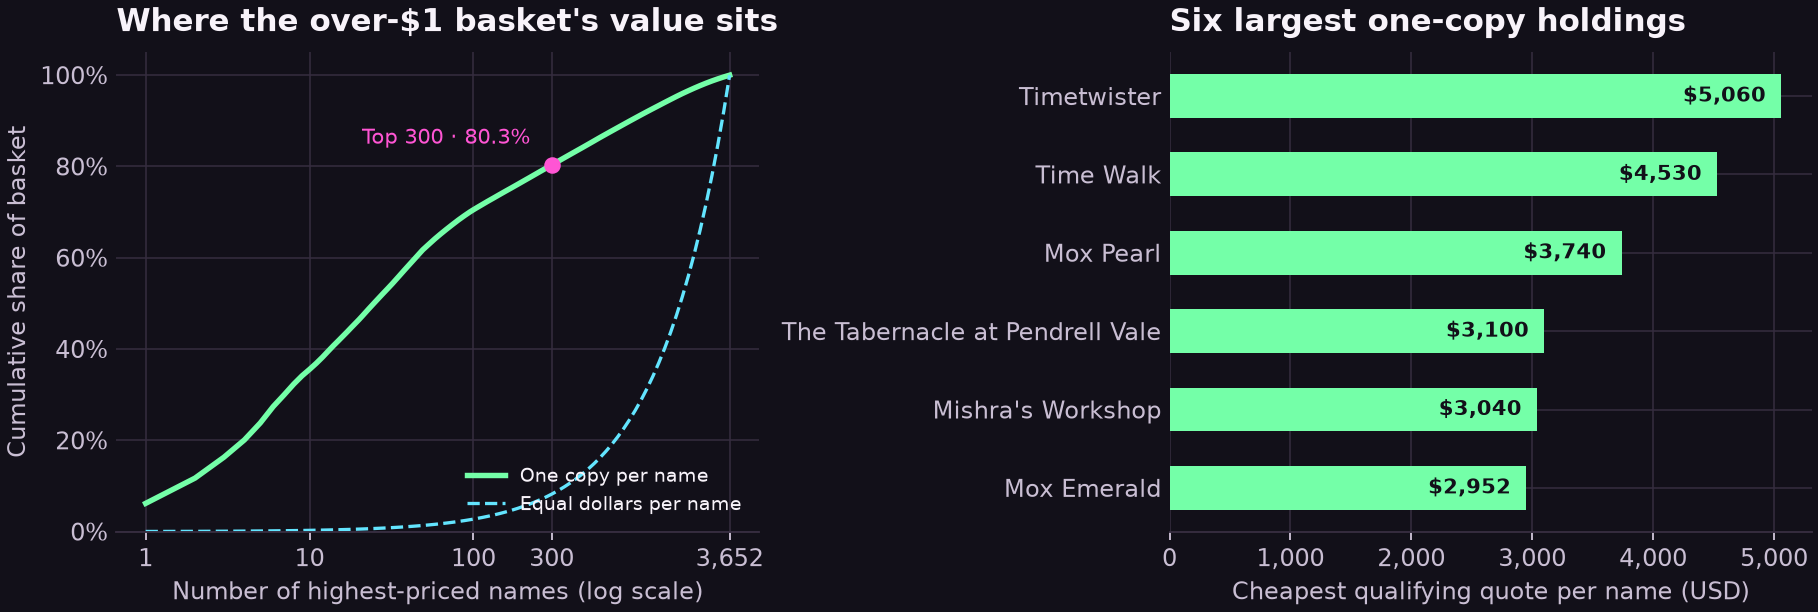 Where the over-$1 basket's value sits
Cumulative share of basket
100%
80%
60%
40%
20%
0%
Top 300 · 80.3%
One copy per name
Equal dollars per name
1
10
100
300
3,652
Number of highest-priced names (log scale)
Six largest one-copy holdings
Timetwister
$5,060
Time Walk
$4,530
Mox Pearl
$3,740
The Tabernacle at Pendrell Vale
$3,100
Mishra's Workshop
$3,040
Mox Emerald
$2,952
0
1,000
2,000
3,000
4,000
5,000
Cheapest qualifying quote per name (USD)